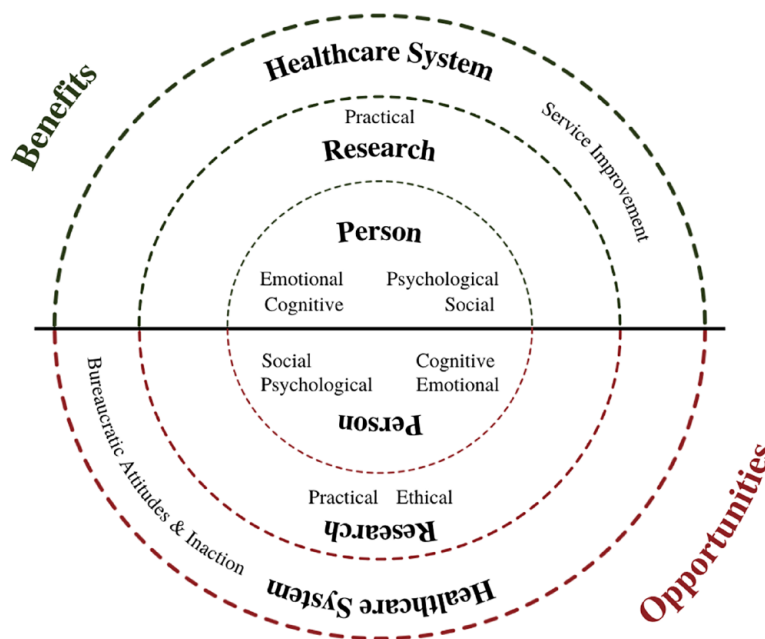 Benefits
Healthcare System
Service Improvement
Practical
Research
Person
Emotional Psychological
Cognitive Social
Social Cognitive
Psychological Emotional
Person
Practical Ethical
Research
Bureaucratic Attitudes & Inaction
Healthcare System
Opportunities